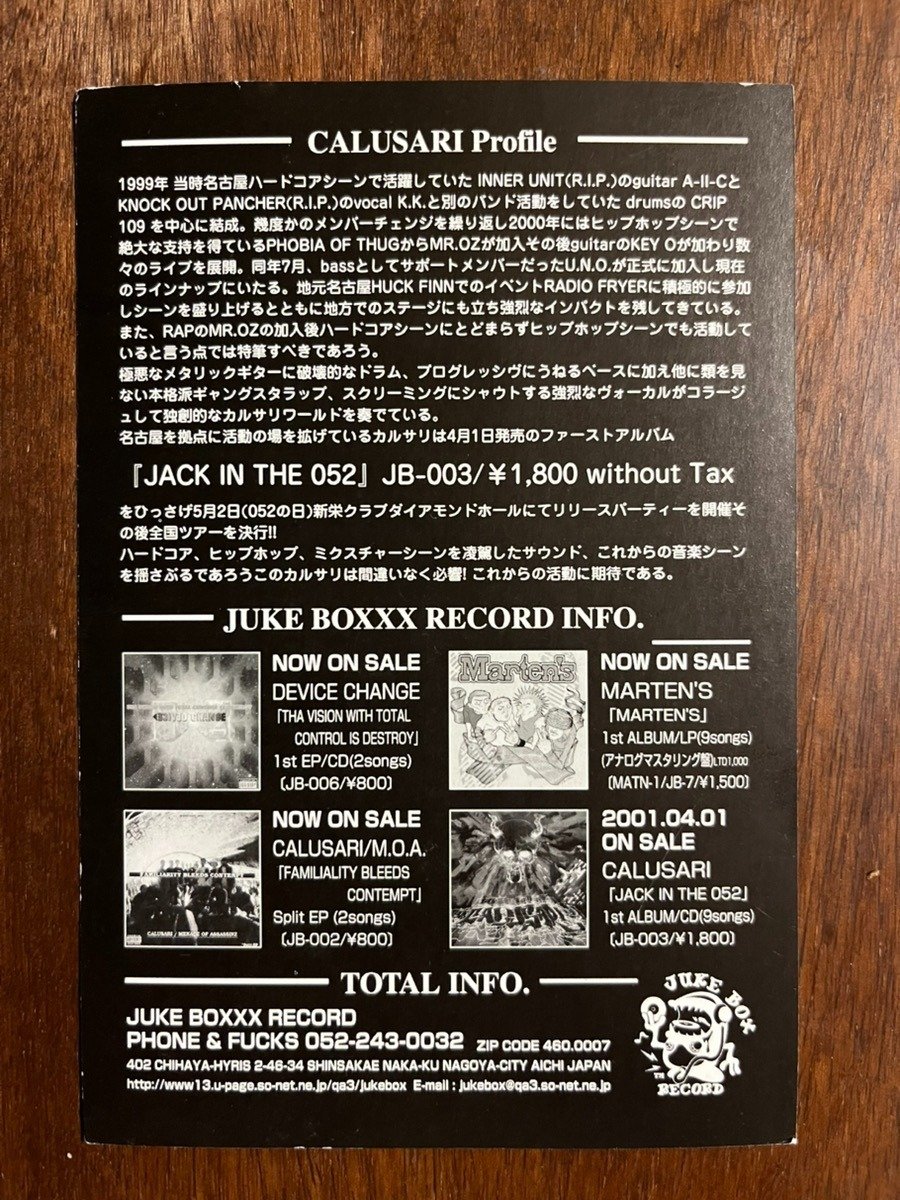 CALUSARI Profile
1999年 当時名古屋ハードコアシーンで活躍していた INNER UNIT(R.I.P.)のguitar A-II-Cと
KNOCK OUT PANCHER(R.I.P.)のvocal K.K.と別のバンド活動をしていた drumsの CRIP
109 を中心に結成。幾度かのメンバーチェンジを繰り返し2000年にはヒップホップシーンで
絶大な支持を得ているPHOBIA OF THUGからMR.OZが加入その後guitarのKEY Oが加わり数
々のライブを展開。同年7月、bassとしてサポートメンバーだったU.N.O.が正式に加入し現在
のラインナップにいたる。地元名古屋HUCK FINNでのイベントRADIO FRYERに積極的に参加
しシーンを盛り上げるとともに地方でのステージにも立ち強烈なインパクトを残してきている。
また、RAPのMR.OZの加入後ハードコアシーンにとどまらずヒップホップシーンでも活動して
いると言う点では特筆すべきであろう。
極悪なメタリックギターに破壊的なドラム、プログレッシヴにうねるベースに加え他に類を見
ない本格派ギャングスタラップ、スクリーミングにシャウトする強烈なヴォーカルがコラージ
ュして独創的なカルサリワールドを奏でている。
名古屋を拠点に活動の場を拡げているカルサリは4月1日発売のファーストアルバム
『JACK IN THE 052』 JB-003/￥1,800 without Tax
をひっさげ5月2日(052の日)新栄クラブダイアモンドホールにてリリースパーティーを開催そ
の後全国ツアーを決行!!
ハードコア、ヒップホップ、ミクスチャーシーンを凌駕したサウンド、これからの音楽シーン
を揺さぶるであろうこのカルサリは間違いなく必響! これからの活動に期待である。
JUKE BOXXX RECORD INFO.
NOW ON SALE
DEVICE CHANGE
「THA VISION WITH TOTAL
CONTROL IS DESTROY」
1st EP/CD(2songs)
(JB-006/¥800)
Marten's
NOW ON SALE
MARTEN'S
「MARTEN'S」
1st ALBUM/LP(9songs)
(アナログマスタリング盤)LTD1,000
(MATN-1/JB-7/¥1,500)
FAMILIARITY BLEEDS CONTEMPT
CALUSARI / MENACE OF ASSASSINZ
NOW ON SALE
CALUSARI/M.O.A.
「FAMILIALITY BLEEDS
CONTEMPT」
Split EP (2songs)
(JB-002/¥800)
2001.04.01
ON SALE
CALUSARI
「JACK IN THE 052」
1st ALBUM/CD(9songs)
(JB-003/¥1,800)
TOTAL INFO.
JUKE BOXXX RECORD
PHONE & FUCKS 052-243-0032 ZIP CODE 460.0007
402 CHIHAYA-HYRIS 2-46-34 SHINSAKAE NAKA-KU NAGOYA-CITY AICHI JAPAN
http://www13.u-page.so-net.ne.jp/qa3/jukebox E-mail : jukebox@qa3.so-net.ne.jp
JUKE BOX
RECORD